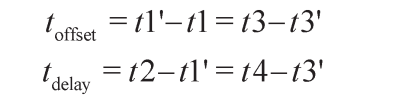 t_offset = t1'–t1 = t3–t3'
t_delay = t2–t1' = t4–t3'